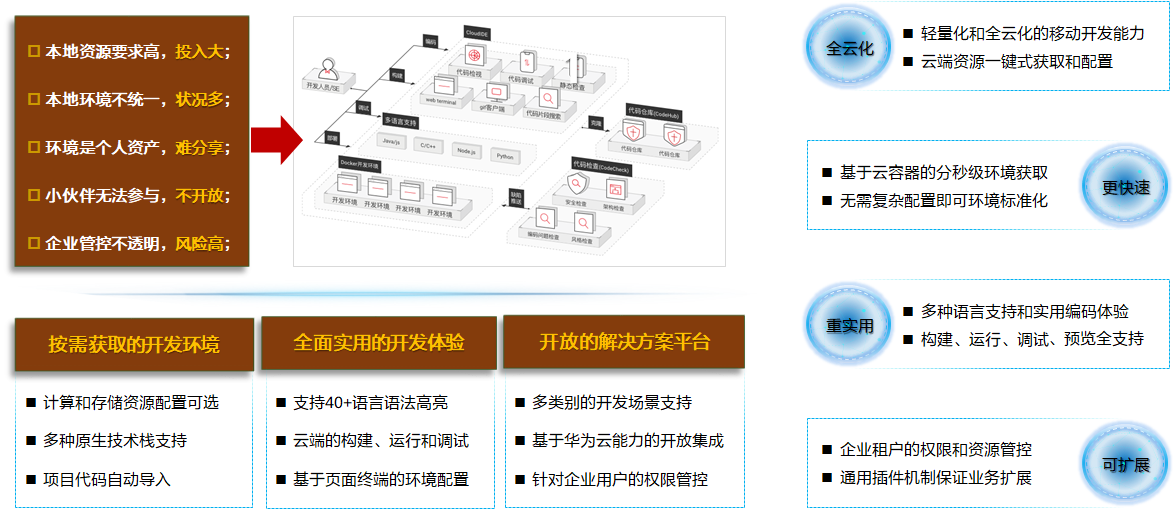 本地资源要求高，投入大；
本地环境不统一，状况多；
环境是个人资产，难分享；
小伙伴无法参与，不开放；
企业管控不透明，风险高；
开发人员/SE
编码
构建
调试
部署
CloudIDE
代码检视
代码调试
静态检查
web terminal
git客户端
代码片段搜索
多语言支持
Java/js
C/C++
Node.js
Python
Docker开发环境
开发环境
开发环境
开发环境
开发环境
克隆
代码仓库(CodeHub)
代码仓库
代码仓库
缺陷
推送
代码检查(CodeCheck)
安全检查
架构检查
编码问题检查
风格检查
按需获取的开发环境
■ 计算和存储资源配置可选
■ 多种原生技术栈支持
■ 项目代码自动导入
全面实用的开发体验
■ 支持40+语言语法高亮
■ 云端的构建、运行和调试
■ 基于页面终端的环境配置
开放的解决方案平台
■ 多类别的开发场景支持
■ 基于华为云能力的开放集成
■ 针对企业用户的权限管控
全云化
■ 轻量化和全云化的移动开发能力
■ 云端资源一键式获取和配置
更快速
■ 基于云容器的分秒级环境获取
■ 无需复杂配置即可环境标准化
重实用
■ 多种语言支持和实用编码体验
■ 构建、运行、调试、预览全支持
可扩展
■ 企业租户的权限和资源管控
■ 通用插件机制保证业务扩展